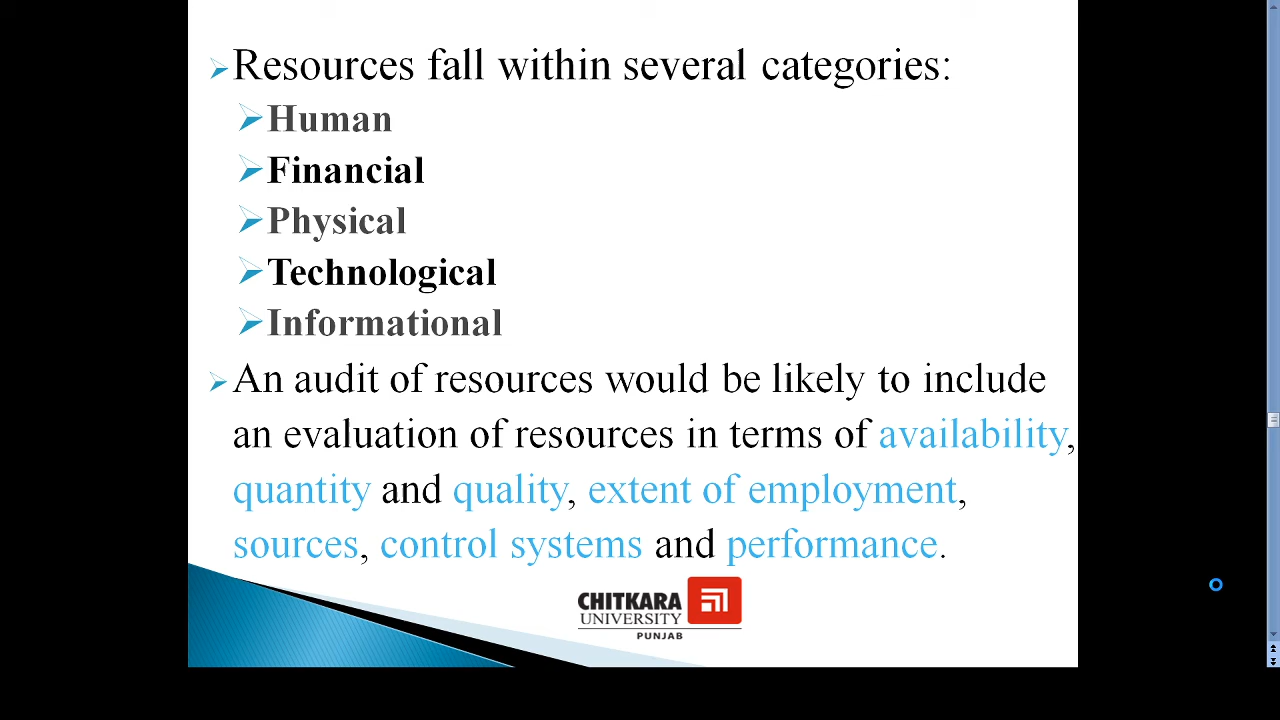 Resources fall within several categories:
Human
Financial
Physical
Technological
Informational
An audit of resources would be likely to include
an evaluation of resources in terms of availability,
quantity and quality, extent of employment,
sources, control systems and performance.
CHITKARA
UNIVERSITY
PUNJAB